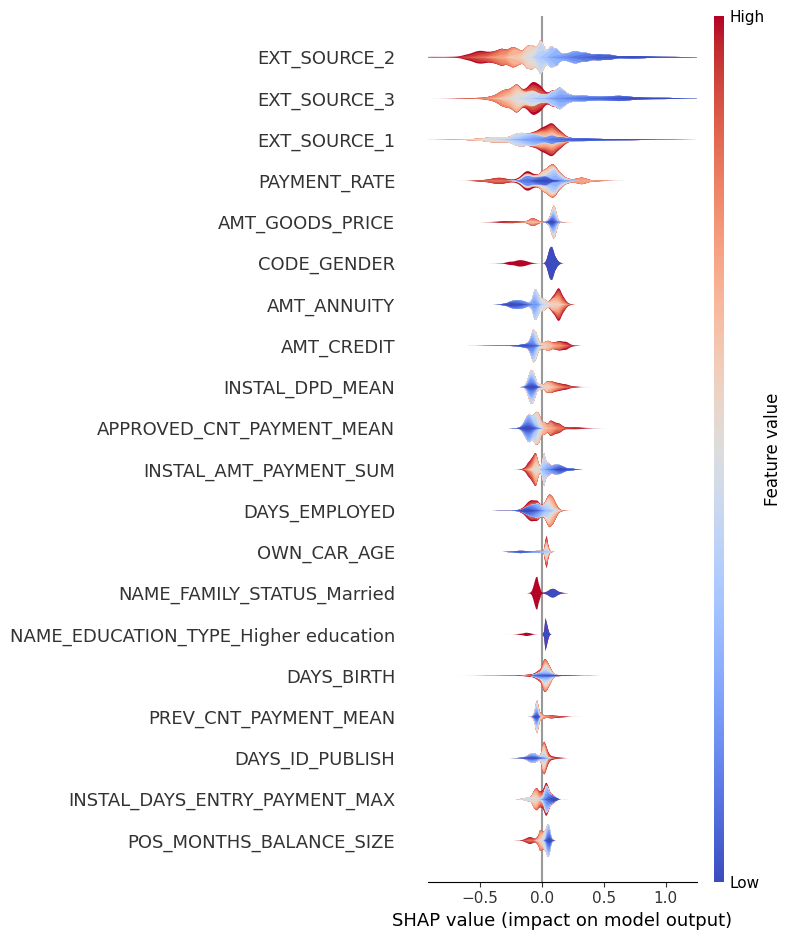 High
EXT_SOURCE_2
EXT_SOURCE_3
EXT_SOURCE_1
PAYMENT_RATE
AMT_GOODS_PRICE
CODE_GENDER
AMT_ANNUITY
AMT_CREDIT
INSTAL_DPD_MEAN
APPROVED_CNT_PAYMENT_MEAN
INSTAL_AMT_PAYMENT_SUM
DAYS_EMPLOYED
OWN_CAR_AGE
NAME_FAMILY_STATUS_Married
NAME_EDUCATION_TYPE_Higher education
DAYS_BIRTH
PREV_CNT_PAYMENT_MEAN
DAYS_ID_PUBLISH
INSTAL_DAYS_ENTRY_PAYMENT_MAX
POS_MONTHS_BALANCE_SIZE
Feature value
Low
−0.5 0.0 0.5 1.0
SHAP value (impact on model output)